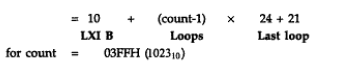 = 10 + (count-1) × 24 + 21
LXI B Loops Last loop
for count = 03FFH (1023₁₀)